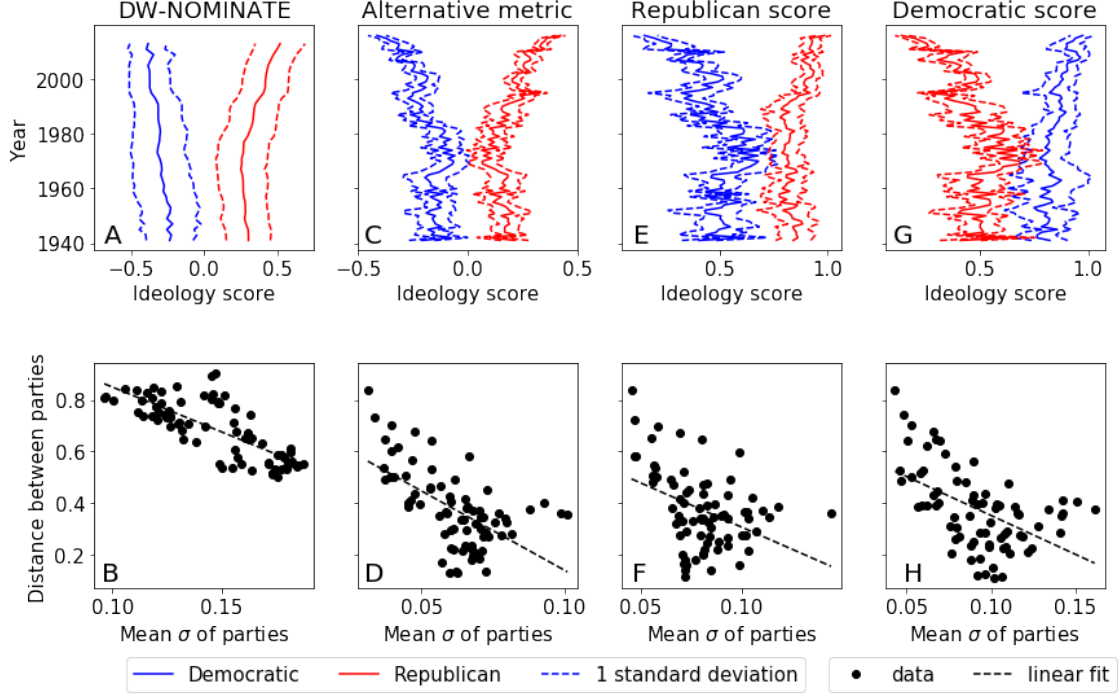 DW-NOMINATE Alternative metric Republican score Democratic score
2000
1980
1960
1940
Year
A C E G
−0.5 0.0 0.5 −0.5 0.0 0.5 0.5 1.0 0.5 1.0
Ideology score Ideology score Ideology score Ideology score
0.8
0.6
0.4
0.2
Distance between parties
B D F H
0.10 0.15 0.05 0.10 0.05 0.10 0.05 0.10 0.15
Mean σ of parties Mean σ of parties Mean σ of parties Mean σ of parties
Democratic Republican 1 standard deviation data linear fit